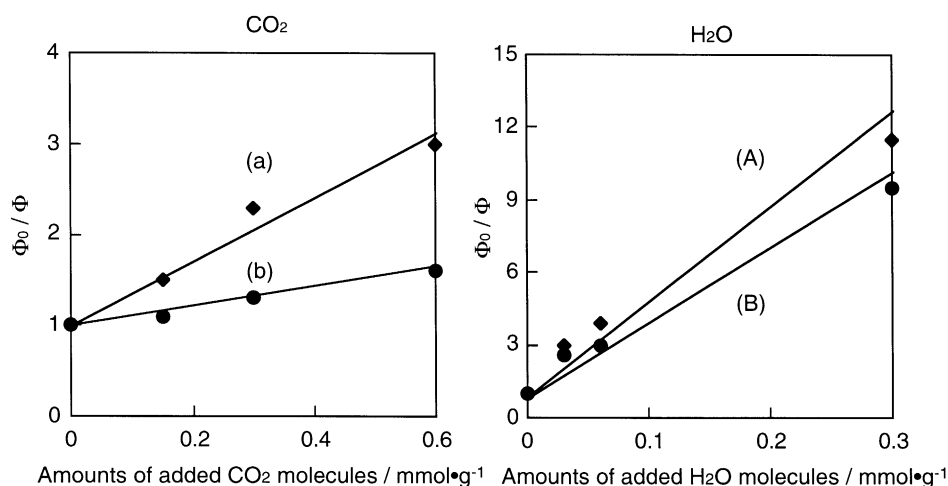 CO2
4
3
2
1
0
Φ0 / Φ
(a)
(b)
0
0.2
0.4
0.6
Amounts of added CO2 molecules / mmol•g-1
H2O
15
12
9
6
3
0
Φ0 / Φ
(A)
(B)
0
0.1
0.2
0.3
Amounts of added H2O molecules / mmol•g-1